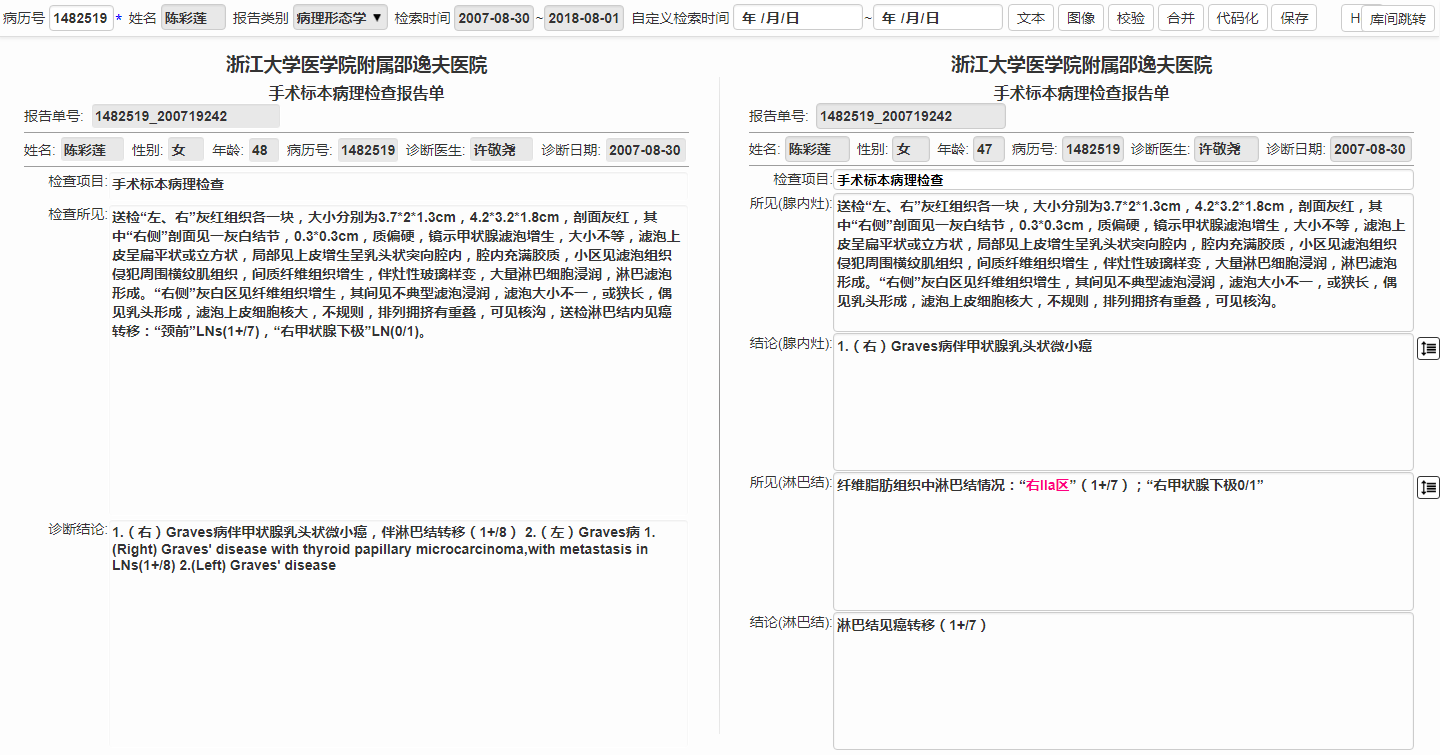 病历号 1482519 * 姓名 陈彩莲 报告类别 病理形态学 ▼ 检索时间 2007-08-30 ~ 2018-08-01 自定义检索时间 年 /月/日 ~ 年 /月/日 文本 图像 校验 合并 代码化 保存 H 库间跳转
浙江大学医学院附属邵逸夫医院
手术标本病理检查报告单
报告单号: 1482519_200719242
姓名: 陈彩莲 性别: 女 年龄: 48 病历号: 1482519 诊断医生: 许敬尧 诊断日期: 2007-08-30
检查项目: 手术标本病理检查
检查所见: 送检“左、右”灰红组织各一块，大小分别为3.7*2*1.3cm，4.2*3.2*1.8cm，剖面灰红，其
中“右侧”剖面见一灰白结节，0.3*0.3cm，质偏硬，镜示甲状腺滤泡增生，大小不等，滤泡上
皮呈扁平状或立方状，局部见上皮增生呈乳头状突向腔内，腔内充满胶质，小区见滤泡组织
侵犯周围横纹肌组织，间质纤维组织增生，伴灶性玻璃样变，大量淋巴细胞浸润，淋巴滤泡
形成。“右侧”灰白区见纤维组织增生，其间见不典型滤泡浸润，滤泡大小不一，或狭长，偶
见乳头形成，滤泡上皮细胞核大，不规则，排列拥挤有重叠，可见核沟，送检淋巴结内见癌
转移：“颈前”LNs(1+/7)，“右甲状腺下极”LN(0/1)。
诊断结论: 1.（右）Graves病伴甲状腺乳头状微小癌，伴淋巴结转移（1+/8） 2.（左）Graves病 1.
(Right) Graves' disease with thyroid papillary microcarcinoma,with metastasis in
LNs(1+/8) 2.(Left) Graves' disease
浙江大学医学院附属邵逸夫医院
手术标本病理检查报告单
报告单号: 1482519_200719242
姓名: 陈彩莲 性别: 女 年龄: 47 病历号: 1482519 诊断医生: 许敬尧 诊断日期: 2007-08-30
检查项目: 手术标本病理检查
所见(腺内灶): 送检“左、右”灰红组织各一块，大小分别为3.7*2*1.3cm，4.2*3.2*1.8cm，剖面灰红，其
中“右侧”剖面见一灰白结节，0.3*0.3cm，质偏硬，镜示甲状腺滤泡增生，大小不等，滤泡上
皮呈扁平状或立方状，局部见上皮增生呈乳头状突向腔内，腔内充满胶质，小区见滤泡组织
侵犯周围横纹肌组织，间质纤维组织增生，伴灶性玻璃样变，大量淋巴细胞浸润，淋巴滤泡
形成。“右侧”灰白区见纤维组织增生，其间见不典型滤泡浸润，滤泡大小不一，或狭长，偶
见乳头形成，滤泡上皮细胞核大，不规则，排列拥挤有重叠，可见核沟。
结论(腺内灶): 1.（右）Graves病伴甲状腺乳头状微小癌
所见(淋巴结): 纤维脂肪组织中淋巴结情况：“右IIa区”（1+/7）；“右甲状腺下极0/1”
结论(淋巴结): 淋巴结见癌转移（1+/7）